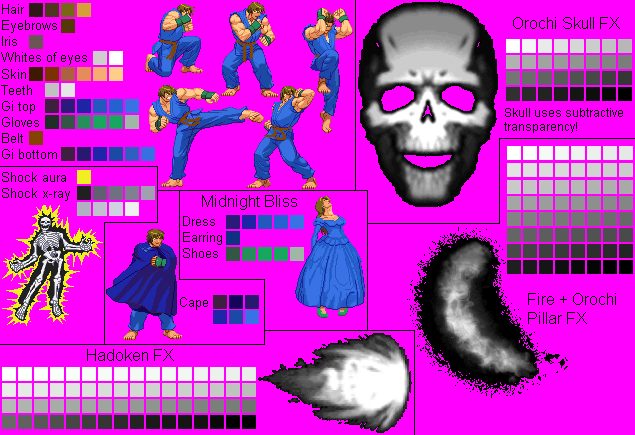 Hair
Eyebrows
Iris
Whites of eyes
Skin
Teeth
Gi top
Gloves
Belt
Gi bottom
Shock aura
Shock x-ray
Orochi Skull FX
Skull uses subtractive
transparency!
Midnight Bliss
Dress
Earring
Shoes
Cape
Fire + Orochi
Pillar FX
Hadoken FX